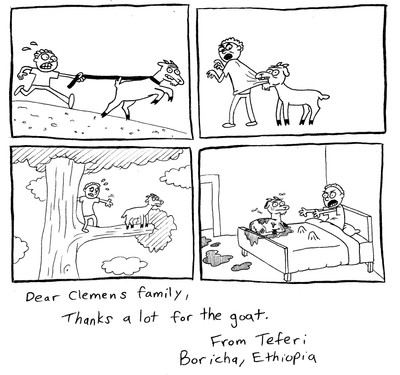 Dear Clemens family,
Thanks a lot for the goat.
From Teferi
Boricha, Ethiopia